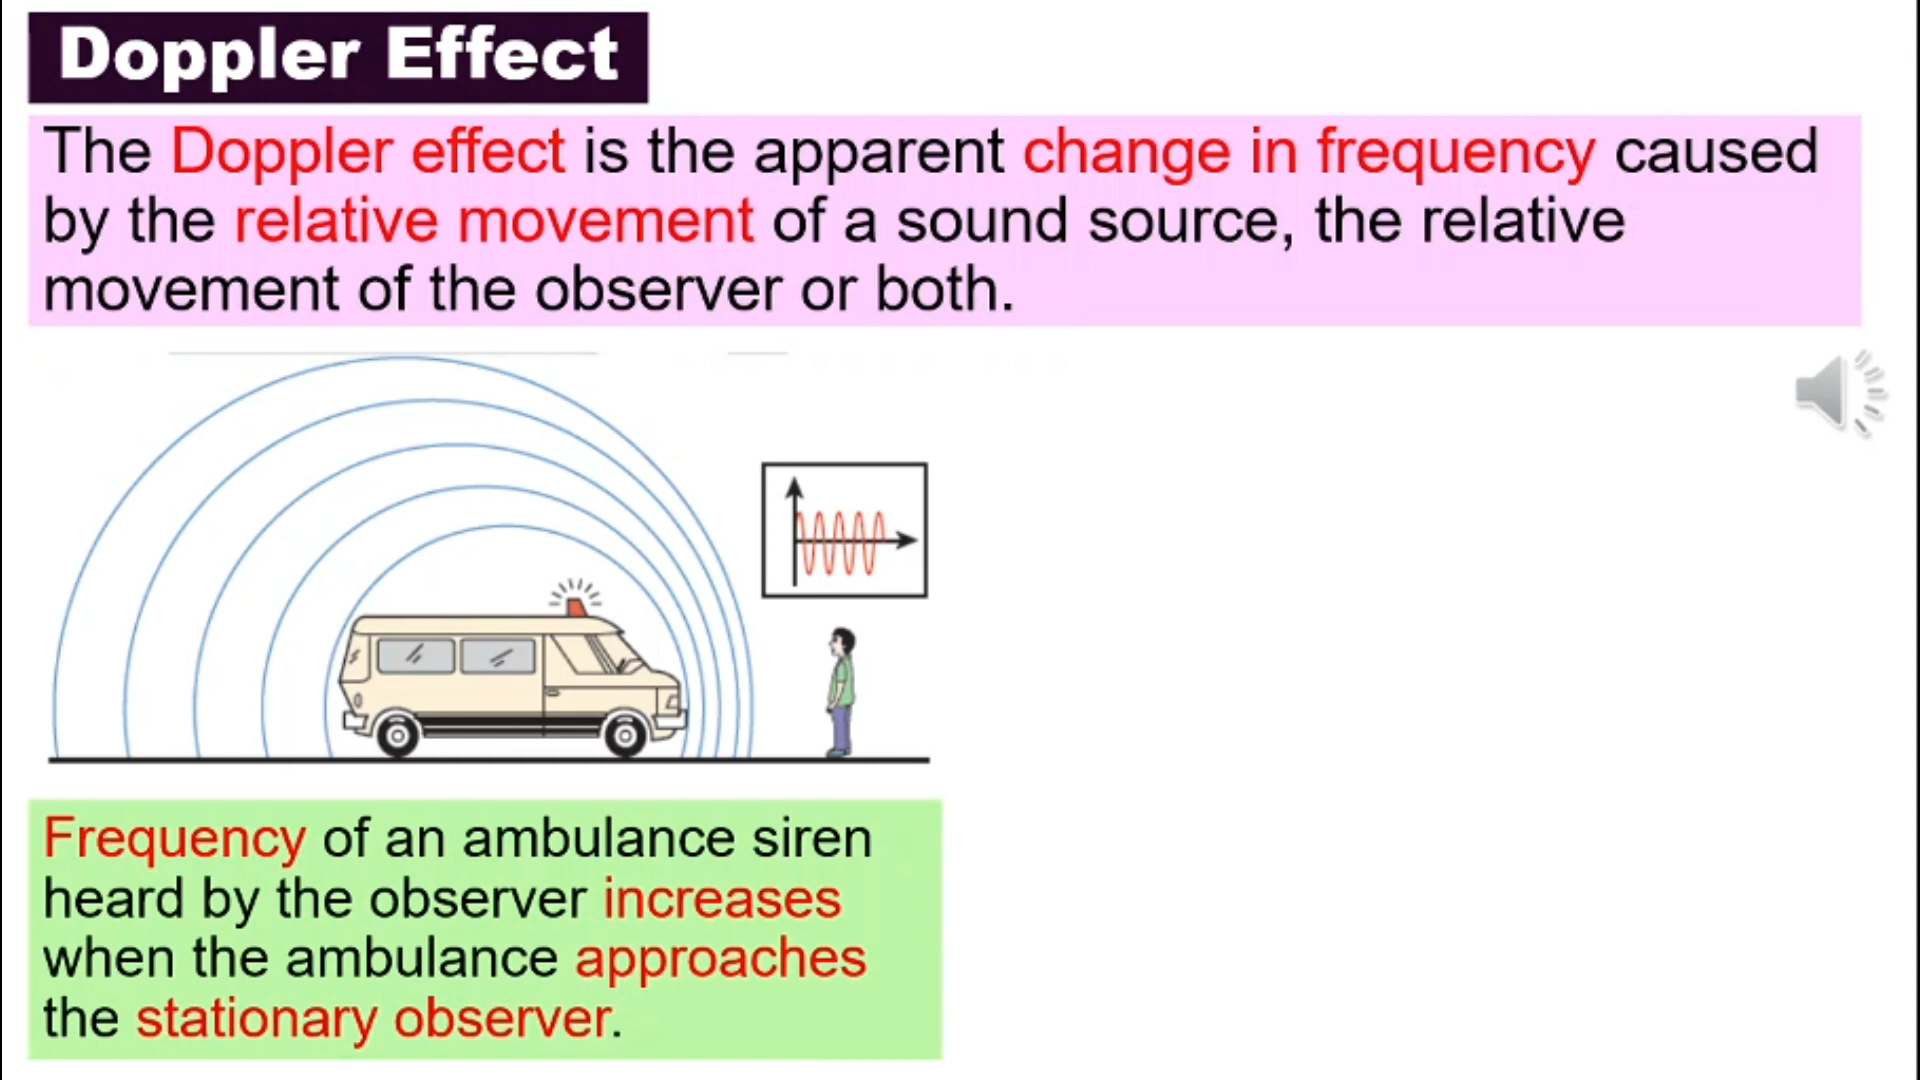 Doppler Effect
The Doppler effect is the apparent change in frequency caused
by the relative movement of a sound source, the relative
movement of the observer or both.
Frequency of an ambulance siren
heard by the observer increases
when the ambulance approaches
the stationary observer.